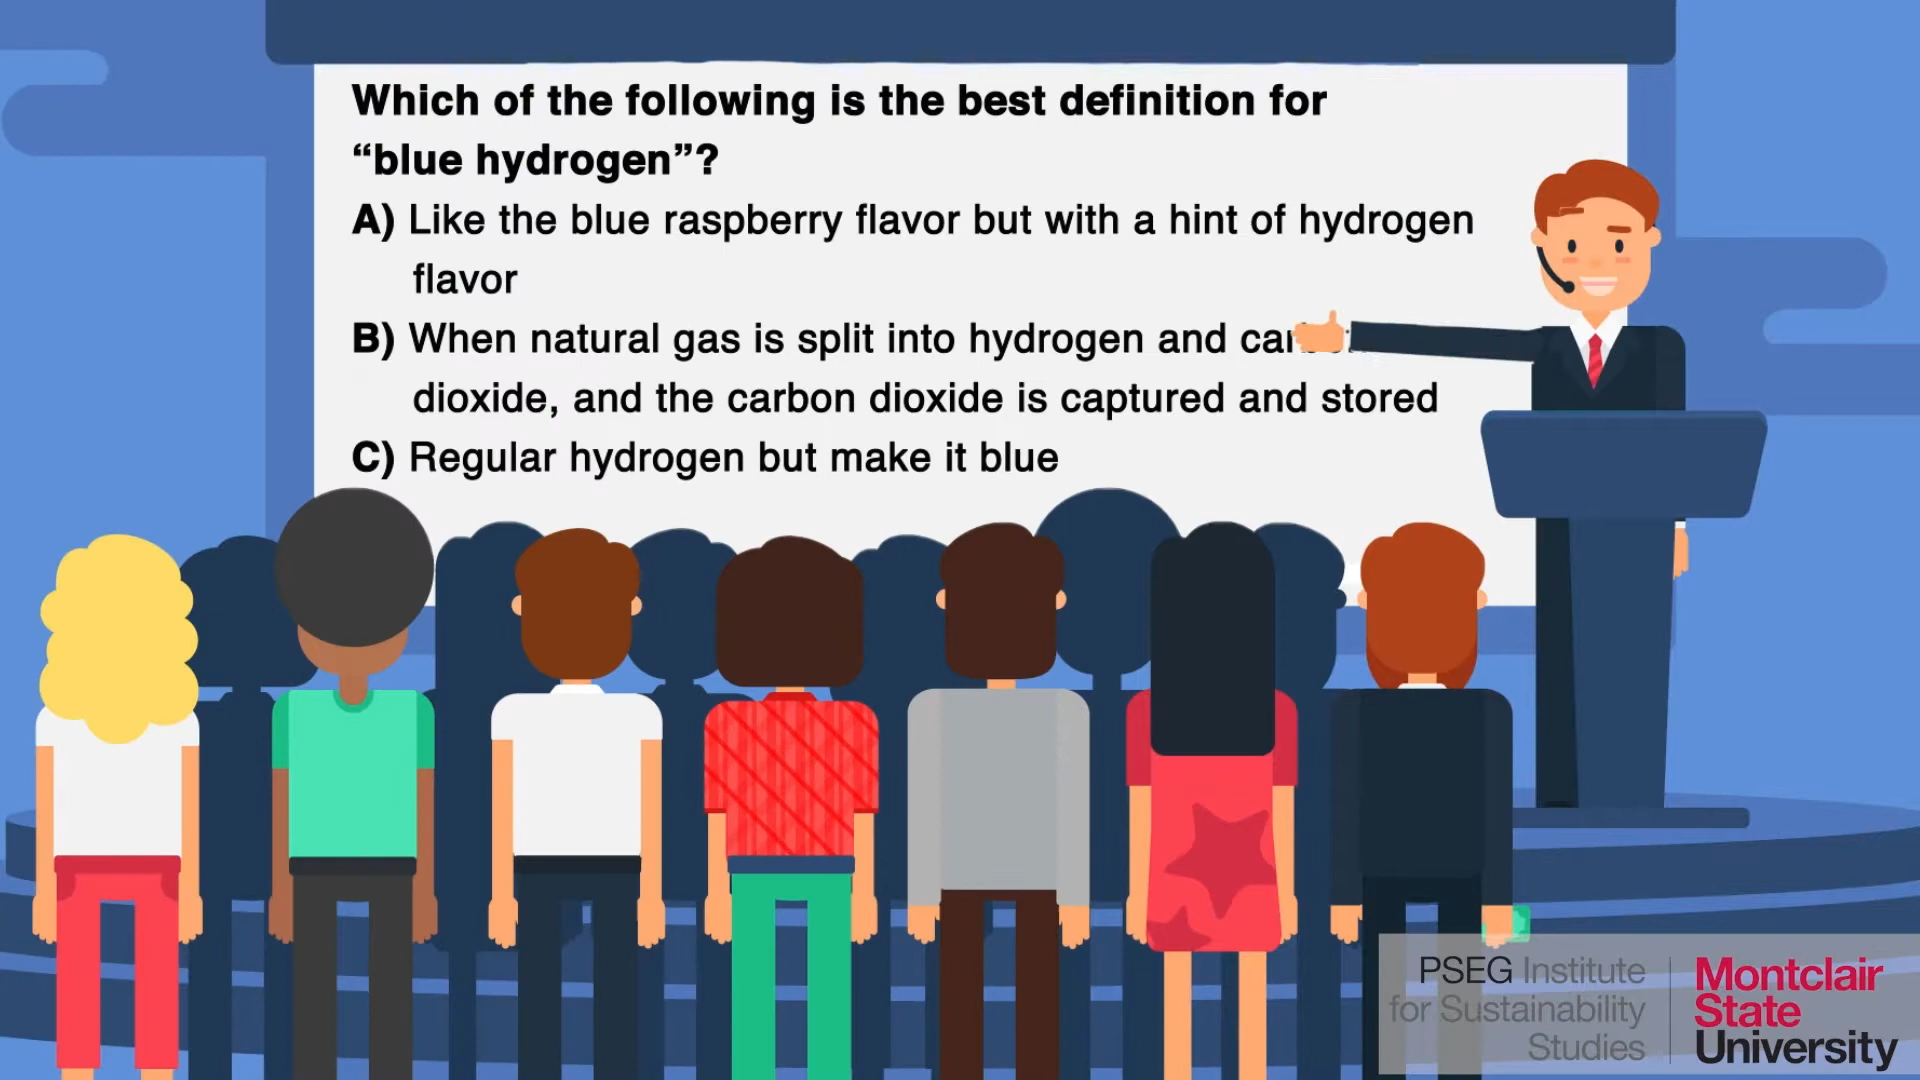 Which of the following is the best definition for
“blue hydrogen”?
A) Like the blue raspberry flavor but with a hint of hydrogen
flavor
B) When natural gas is split into hydrogen and carbon
dioxide, and the carbon dioxide is captured and stored
C) Regular hydrogen but make it blue
PSEG Institute
for Sustainability
Studies
Montclair
State
University